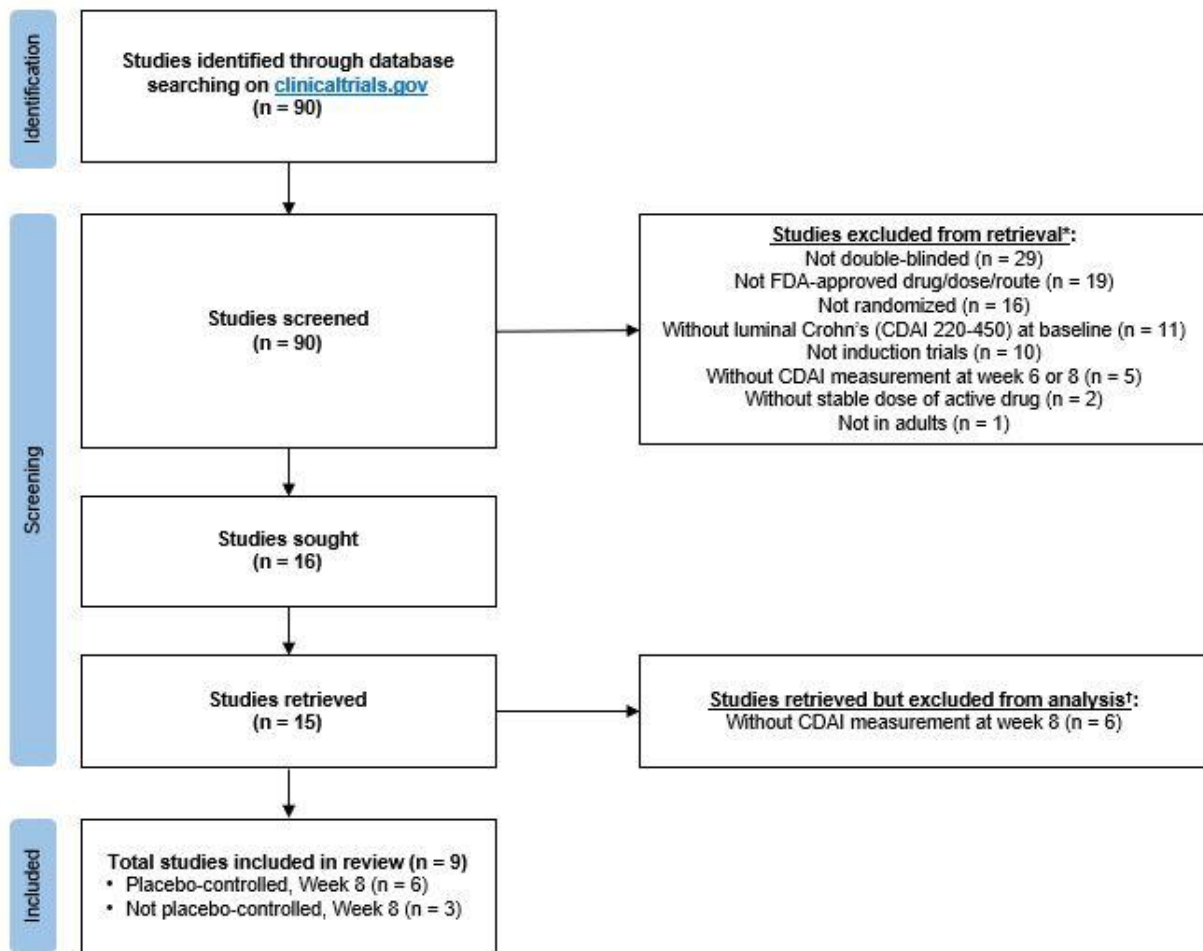 Identification
Studies identified through database
searching on clinicaltrials.gov
(n = 90)
Screening
Studies screened
(n = 90)
Studies excluded from retrieval*:
Not double-blinded (n = 29)
Not FDA-approved drug/dose/route (n = 19)
Not randomized (n = 16)
Without luminal Crohn's (CDAI 220-450) at baseline (n = 11)
Not induction trials (n = 10)
Without CDAI measurement at week 6 or 8 (n = 5)
Without stable dose of active drug (n = 2)
Not in adults (n = 1)
Studies sought
(n = 16)
Studies retrieved
(n = 15)
Studies retrieved but excluded from analysis†:
Without CDAI measurement at week 8 (n = 6)
Included
Total studies included in review (n = 9)
• Placebo-controlled, Week 8 (n = 6)
• Not placebo-controlled, Week 8 (n = 3)